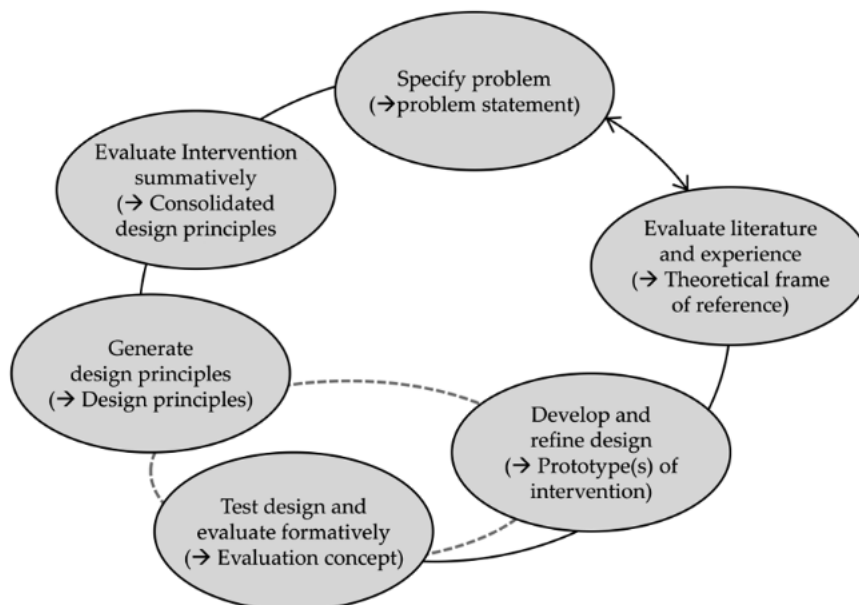 Specify problem
(→problem statement)
Evaluate literature
and experience
(→ Theoretical frame
of reference)
Develop and
refine design
(→ Prototype(s) of
intervention)
Test design and
evaluate formatively
(→ Evaluation concept)
Generate
design principles
(→ Design principles)
Evaluate Intervention
summatively
(→ Consolidated
design principles